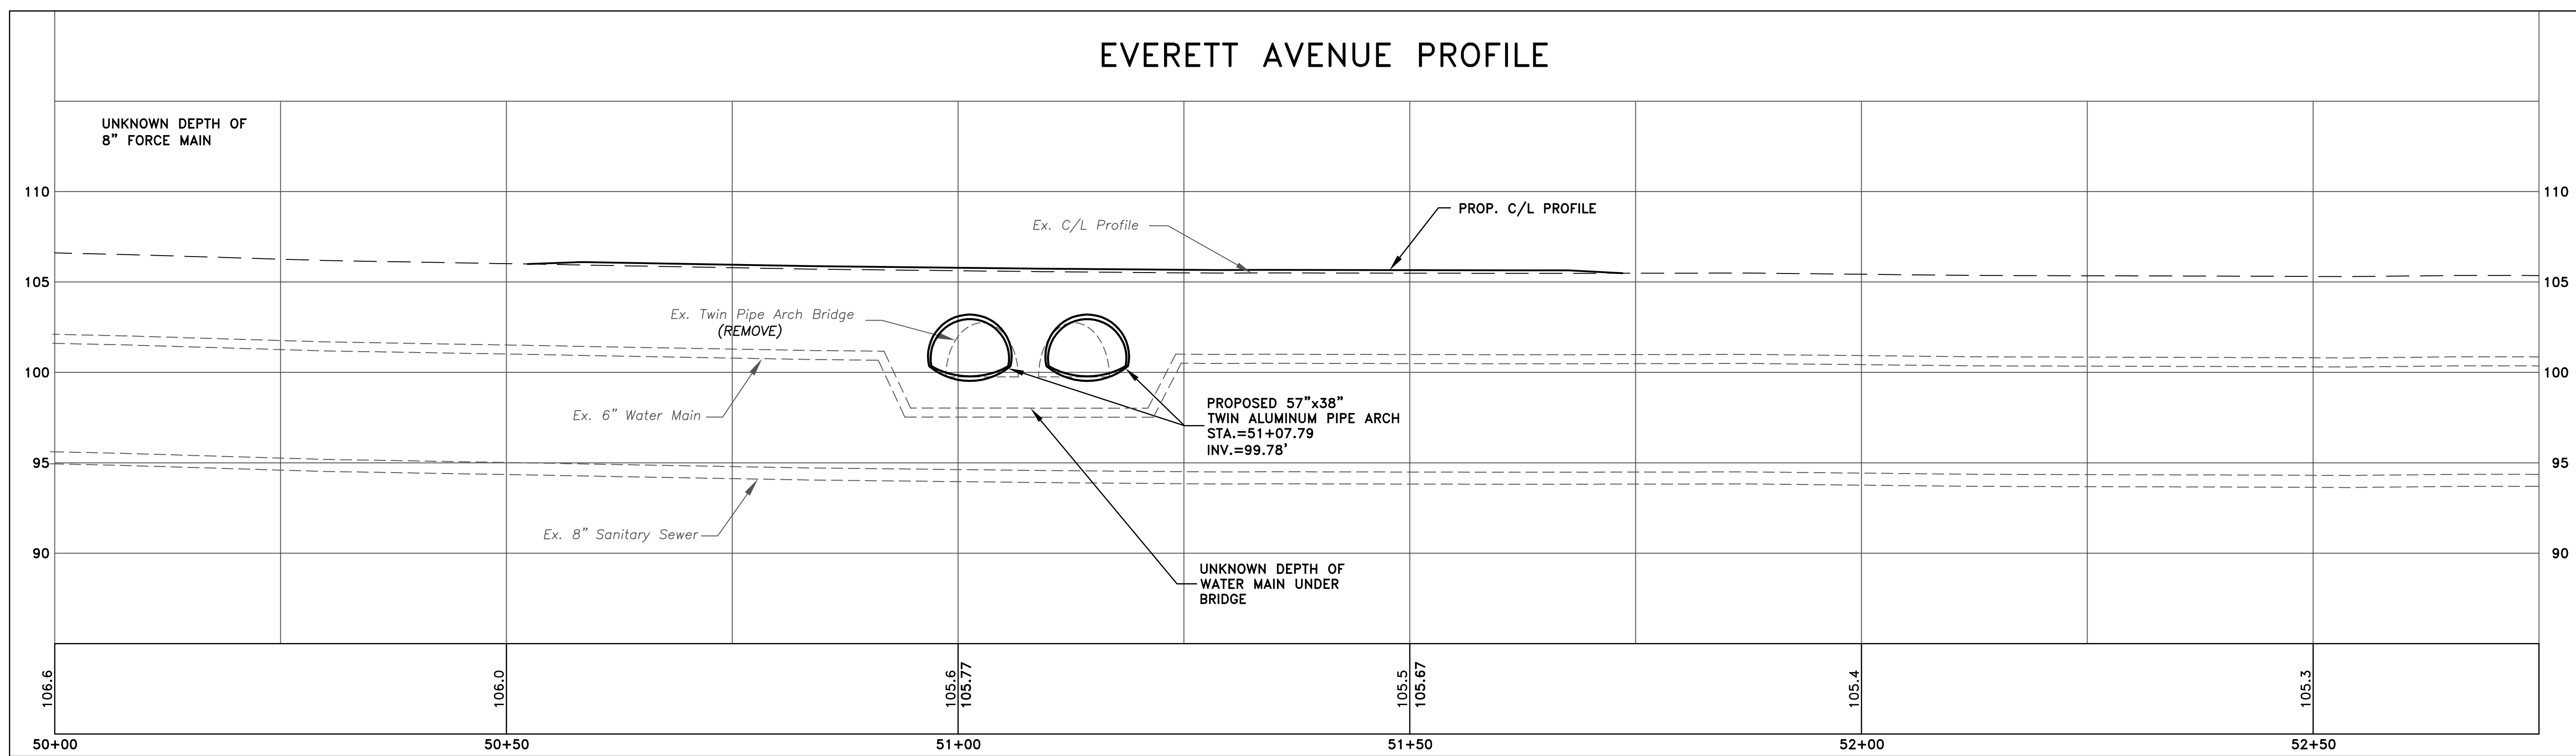 EVERETT AVENUE PROFILE
UNKNOWN DEPTH OF
8" FORCE MAIN
110
110
PROP. C/L PROFILE
Ex. C/L Profile
105
105
Ex. Twin Pipe Arch Bridge
(REMOVE)
100
100
Ex. 6" Water Main
PROPOSED 57"x38"
TWIN ALUMINUM PIPE ARCH
STA.=51+07.79
INV.=99.78'
95
95
Ex. 8" Sanitary Sewer
90
90
UNKNOWN DEPTH OF
WATER MAIN UNDER
BRIDGE
106.6
106.0
105.6
105.77
105.5
105.67
105.4
105.3
50+00
50+50
51+00
51+50
52+00
52+50